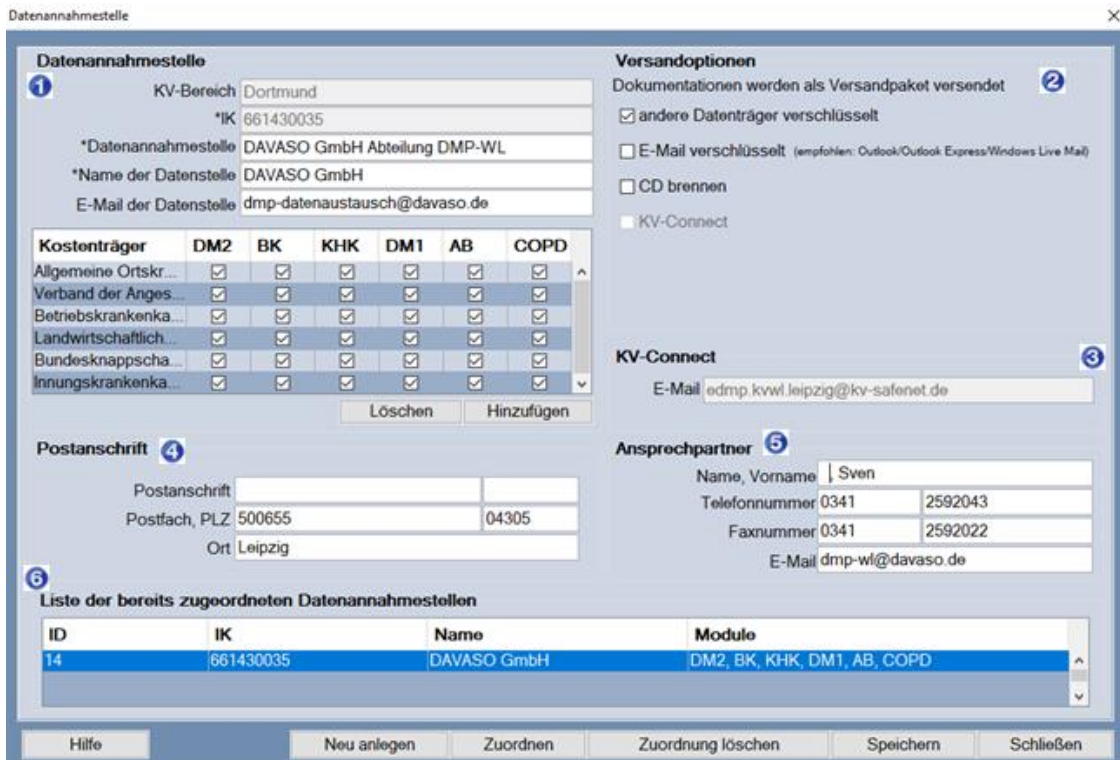 Datenannahmestelle
Datenannahmestelle
1
KV-Bereich Dortmund
*IK 661430035
*Datenannahmestelle DAVASO GmbH Abteilung DMP-WL
*Name der Datenstelle DAVASO GmbH
E-Mail der Datenstelle dmp-datenaustausch@davaso.de
Kostenträger DM2 BK KHK DM1 AB COPD
Allgemeine Ortskr...
Verband der Anges...
Betriebskrankenka...
Landwirtschaftlich...
Bundesknappscha...
Innungskrankenka...
Löschen Hinzufügen
Versandoptionen
Dokumentationen werden als Versandpaket versendet 2
andere Datenträger verschlüsselt
E-Mail verschlüsselt (empfohlen: Outlook/Outlook Express/Windows Live Mail)
CD brennen
KV-Connect
KV-Connect 3
E-Mail edmp.kvwl.leipzig@kv-safenet.de
Postanschrift 4
Postanschrift
Postfach, PLZ 500655 04305
Ort Leipzig
Ansprechpartner 5
Name, Vorname , Sven
Telefonnummer 0341 2592043
Faxnummer 0341 2592022
E-Mail dmp-wl@davaso.de
6
Liste der bereits zugeordneten Datenannahmestellen
ID IK Name Module
14 661430035 DAVASO GmbH DM2, BK, KHK, DM1, AB, COPD
Hilfe Neu anlegen Zuordnen Zuordnung löschen Speichern Schließen